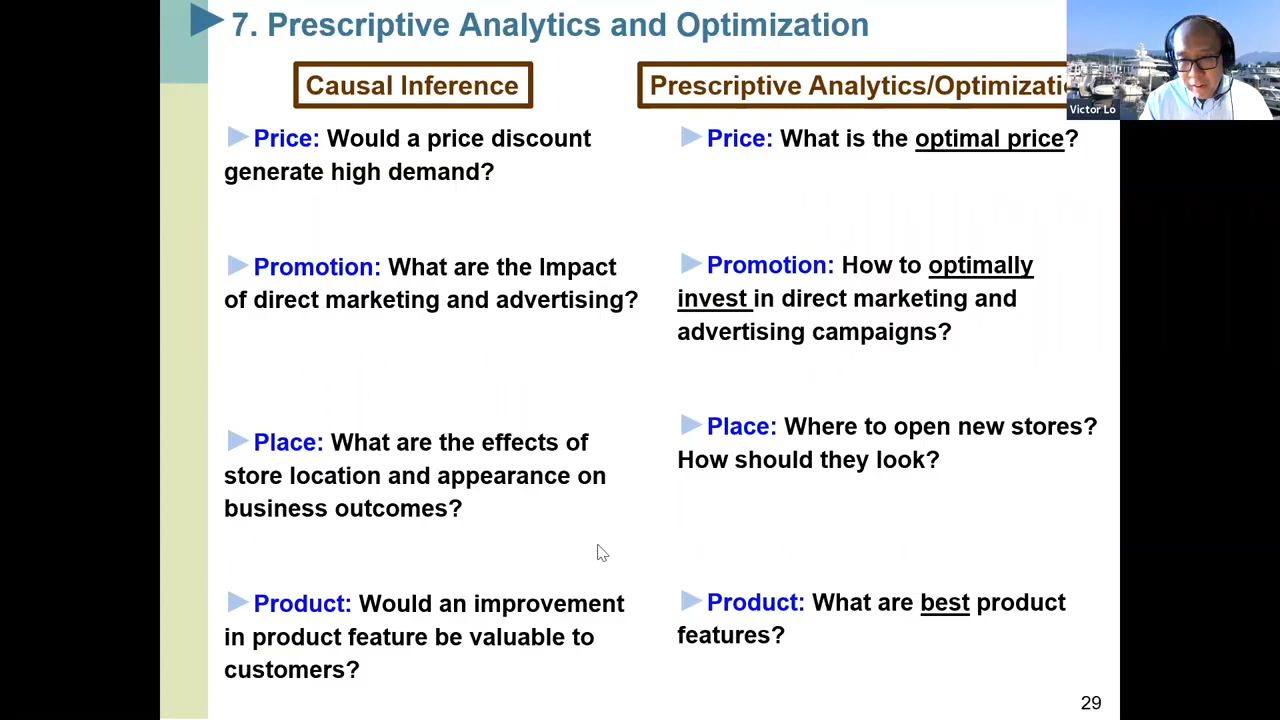 7. Prescriptive Analytics and Optimization
Causal Inference
Price: Would a price discount
generate high demand?
Promotion: What are the Impact
of direct marketing and advertising?
Place: What are the effects of
store location and appearance on
business outcomes?
Product: Would an improvement
in product feature be valuable to
customers?
Prescriptive Analytics/Optimizatio
Price: What is the optimal price?
Promotion: How to optimally
invest in direct marketing and
advertising campaigns?
Place: Where to open new stores?
How should they look?
Product: What are best product
features?
29
Victor Lo